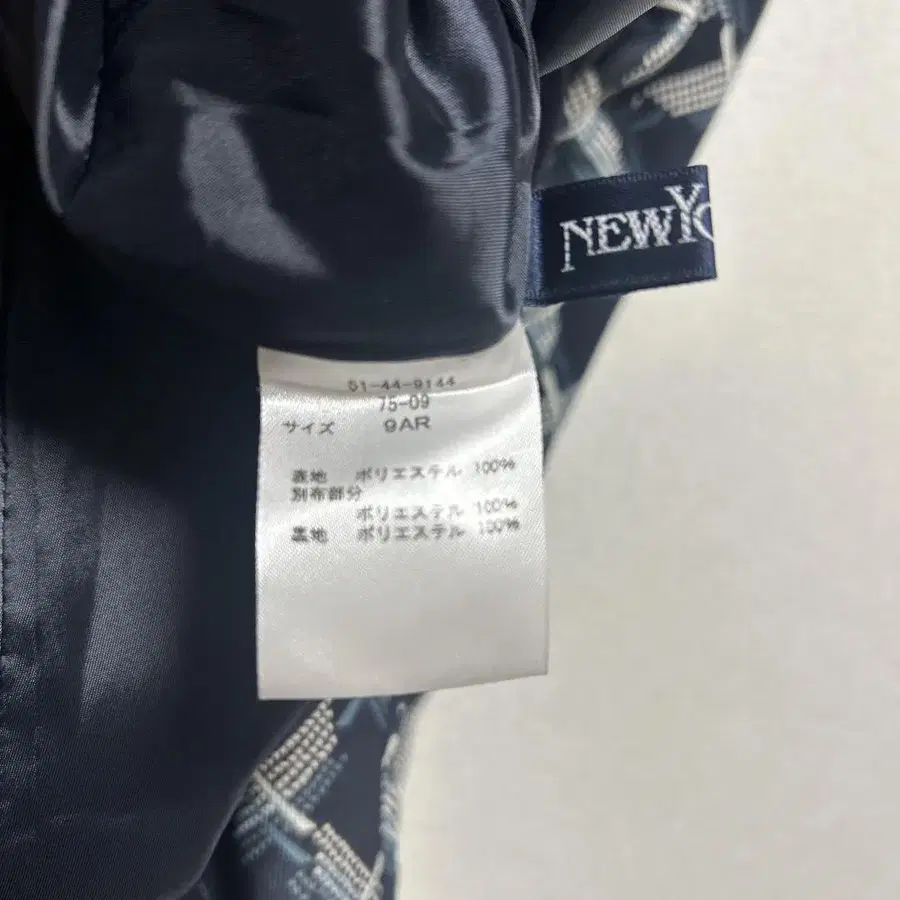 NEWYO
51-44-9144
75-09
サイズ 9AR
表地 ポリエステル 100%
別布部分
ポリエステル 100%
裏地 ポリエステル 100%